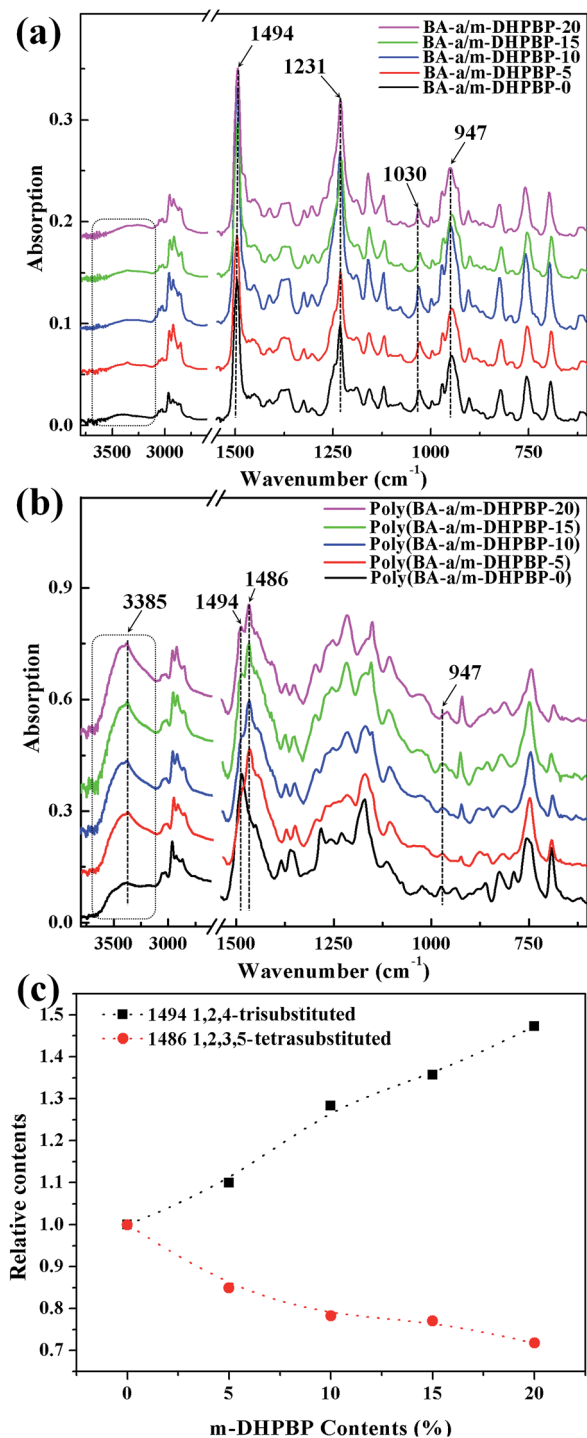 (a)
1494
1231
1030
947
BA-a/m-DHPBP-20
BA-a/m-DHPBP-15
BA-a/m-DHPBP-10
BA-a/m-DHPBP-5
BA-a/m-DHPBP-0
Absorption
0.3
0.2
0.1
0.0
3500 3000 1500 1250 1000 750
Wavenumber (cm-1)
(b)
3385
1494
1486
947
Poly(BA-a/m-DHPBP-20)
Poly(BA-a/m-DHPBP-15)
Poly(BA-a/m-DHPBP-10)
Poly(BA-a/m-DHPBP-5)
Poly(BA-a/m-DHPBP-0)
Absorption
0.9
0.6
0.3
0.0
3500 3000 1500 1250 1000 750
Wavenumber (cm-1)
(c)
1494 1,2,4-trisubstituted
1486 1,2,3,5-tetrasubstituted
Relative contents
1.5
1.4
1.3
1.2
1.1
1.0
0.9
0.8
0.7
0 5 10 15 20
m-DHPBP Contents (%)